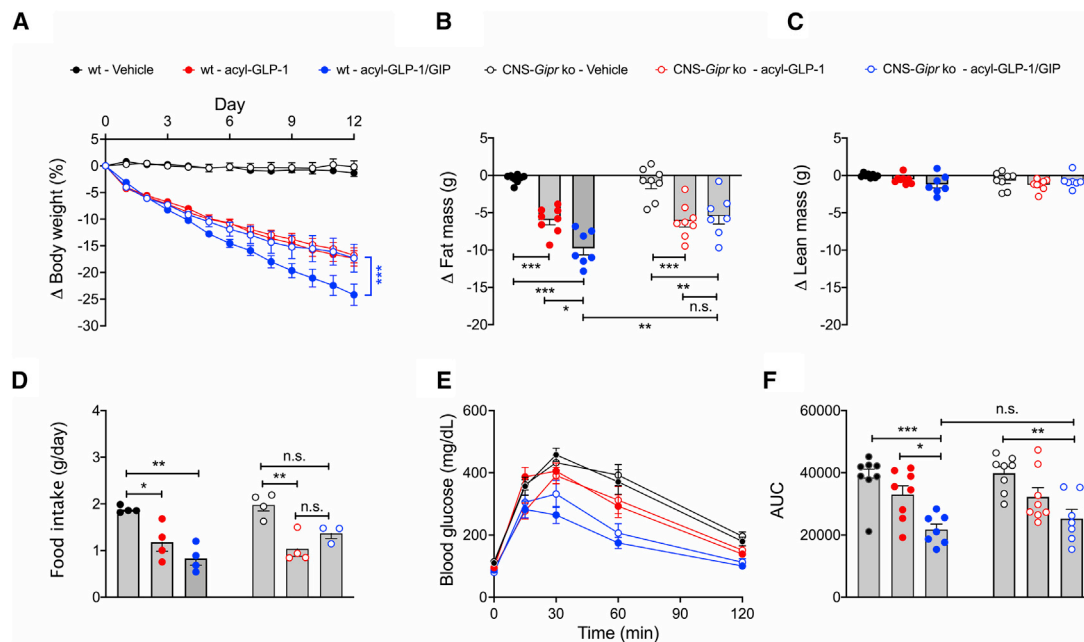 A
B
C
wt - Vehicle
wt - acyl-GLP-1
wt - acyl-GLP-1/GIP
CNS-Gipr ko - Vehicle
CNS-Gipr ko - acyl-GLP-1
CNS-Gipr ko - acyl-GLP-1/GIP
Day
0 3 6 9 12
5
0
-5
-10
-15
-20
-25
-30
Δ Body weight (%)
***
5
0
-5
-10
-15
-20
Δ Fat mass (g)
*** ***
*** **
* n.s.
**
5
0
-5
-10
-15
-20
Δ Lean mass (g)
D
E
F
4
3
2
1
0
Food intake (g/day)
** n.s.
* **
n.s.
600
400
200
0
Blood glucose (mg/dL)
0 30 60 90 120
Time (min)
60000
40000
20000
0
AUC
n.s.
*** **
*